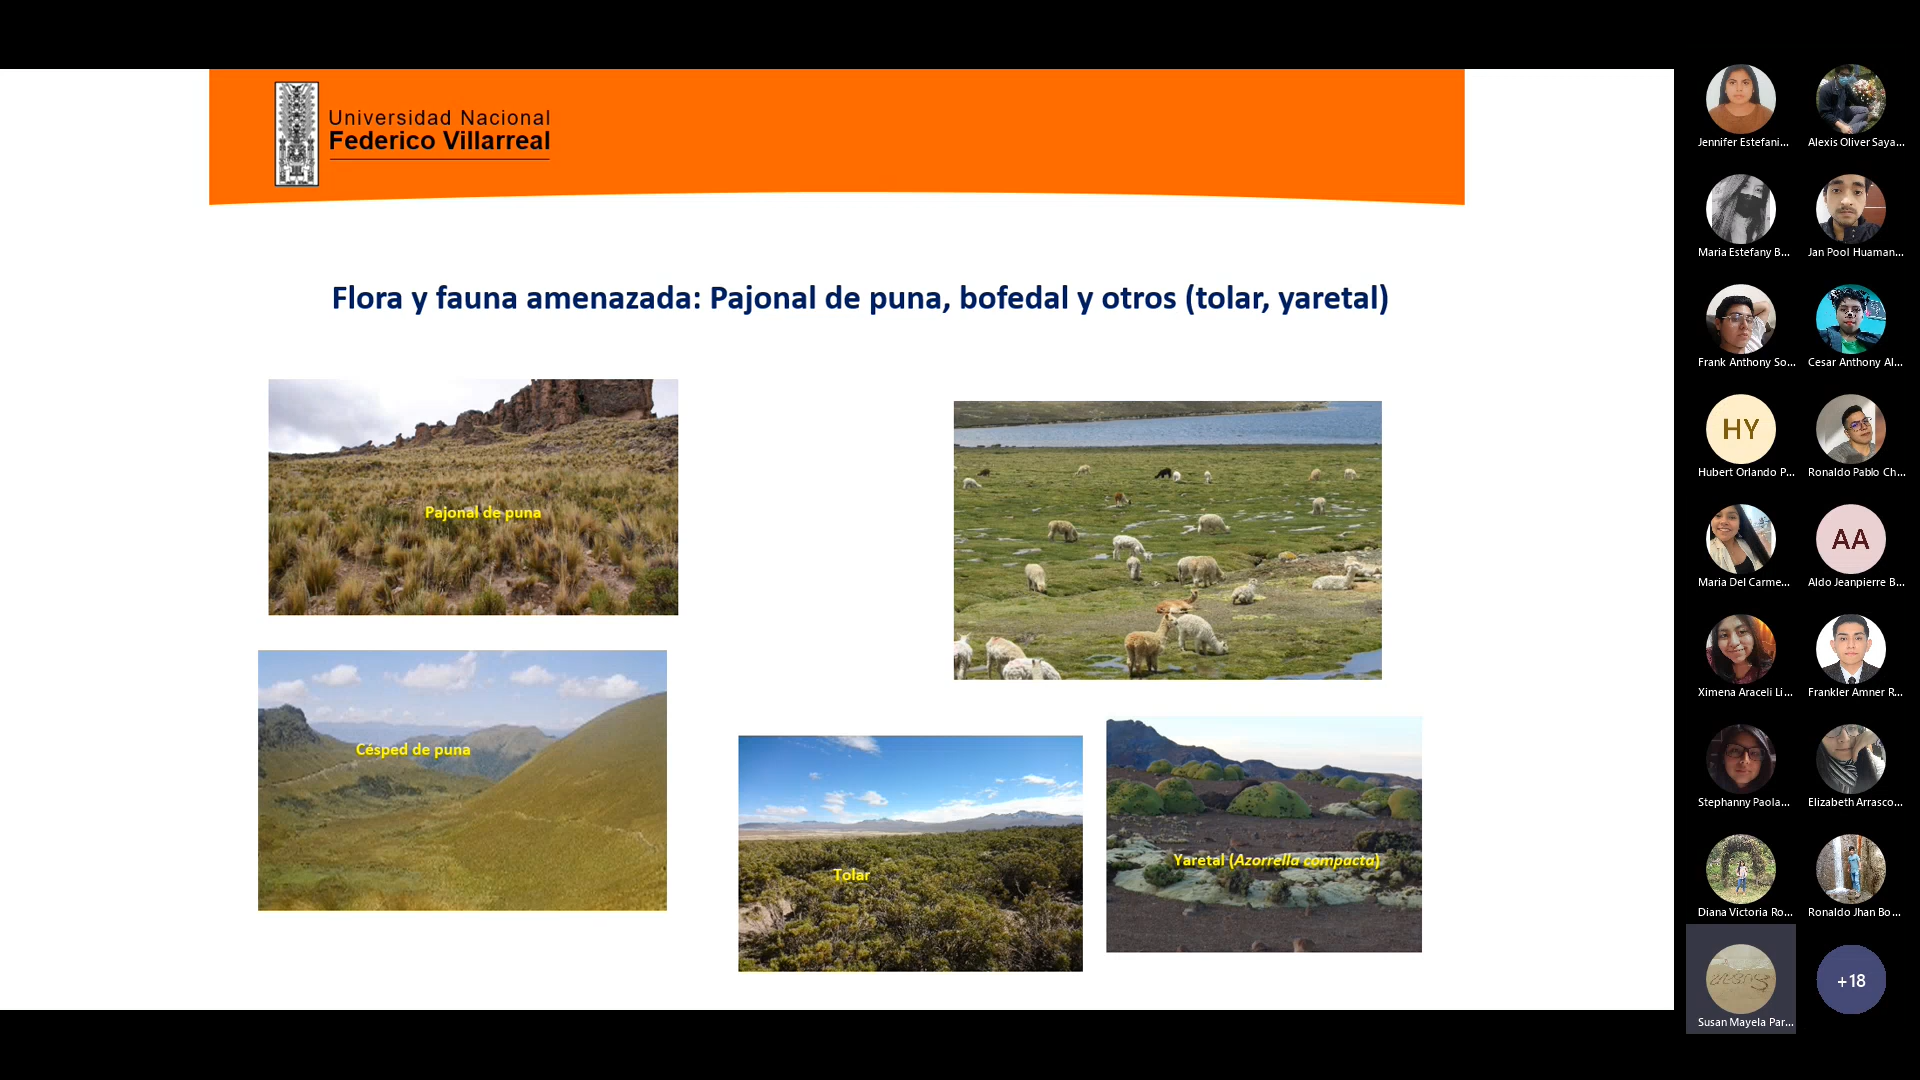 Universidad Nacional
Federico Villarreal
Flora y fauna amenazada: Pajonal de puna, bofedal y otros (tolar, yaretal)
Pajonal de puna
Césped de puna
Tolar
Yaretal (Azorrella compacta)
Jennifer Estefani...
Alexis Oliver Saya...
Maria Estefany B...
Jan Pool Huaman...
Frank Anthony So...
Cesar Anthony Al...
HY
Hubert Orlando P...
Ronaldo Pablo Ch...
Maria Del Carme...
AA
Aldo Jeanpierre B...
Ximena Araceli Li...
Frankler Amner R...
Stephanny Paola...
Elizabeth Arrasco...
Diana Victoria Ro...
Ronaldo Jhan Bo...
Susan Mayela Par...
+18